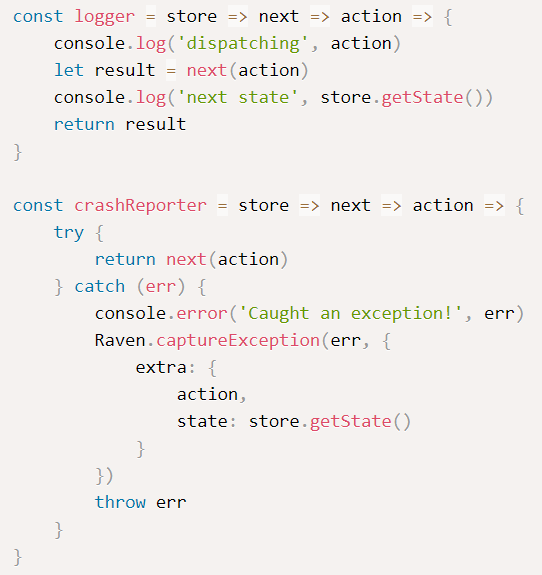 const logger = store => next => action => {
    console.log('dispatching', action)
    let result = next(action)
    console.log('next state', store.getState())
    return result
}

const crashReporter = store => next => action => {
    try {
        return next(action)
    } catch (err) {
        console.error('Caught an exception!', err)
        Raven.captureException(err, {
            extra: {
                action,
                state: store.getState()
            }
        })
        throw err
    }
}